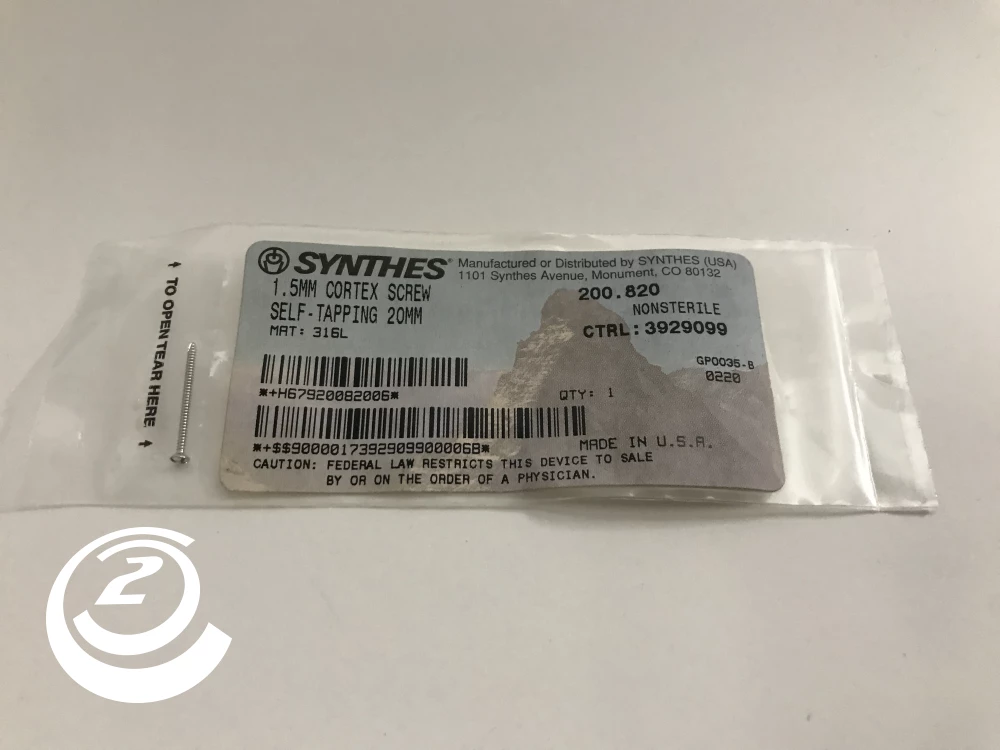 ↑ TO OPEN TEAR HERE ↑
SYNTHES®
Manufactured or Distributed by SYNTHES (USA)
1101 Synthes Avenue, Monument, CO 80132
1.5MM CORTEX SCREW
200.820
SELF-TAPPING 20MM
NONSTERILE
MAT: 316L
CTRL: 3929099
GP0035-B
0220
*+H67920082006*
QTY: 1
*+$$9000017392909900006B*
MADE IN U.S.A.
CAUTION: FEDERAL LAW RESTRICTS THIS DEVICE TO SALE
BY OR ON THE ORDER OF A PHYSICIAN.
2